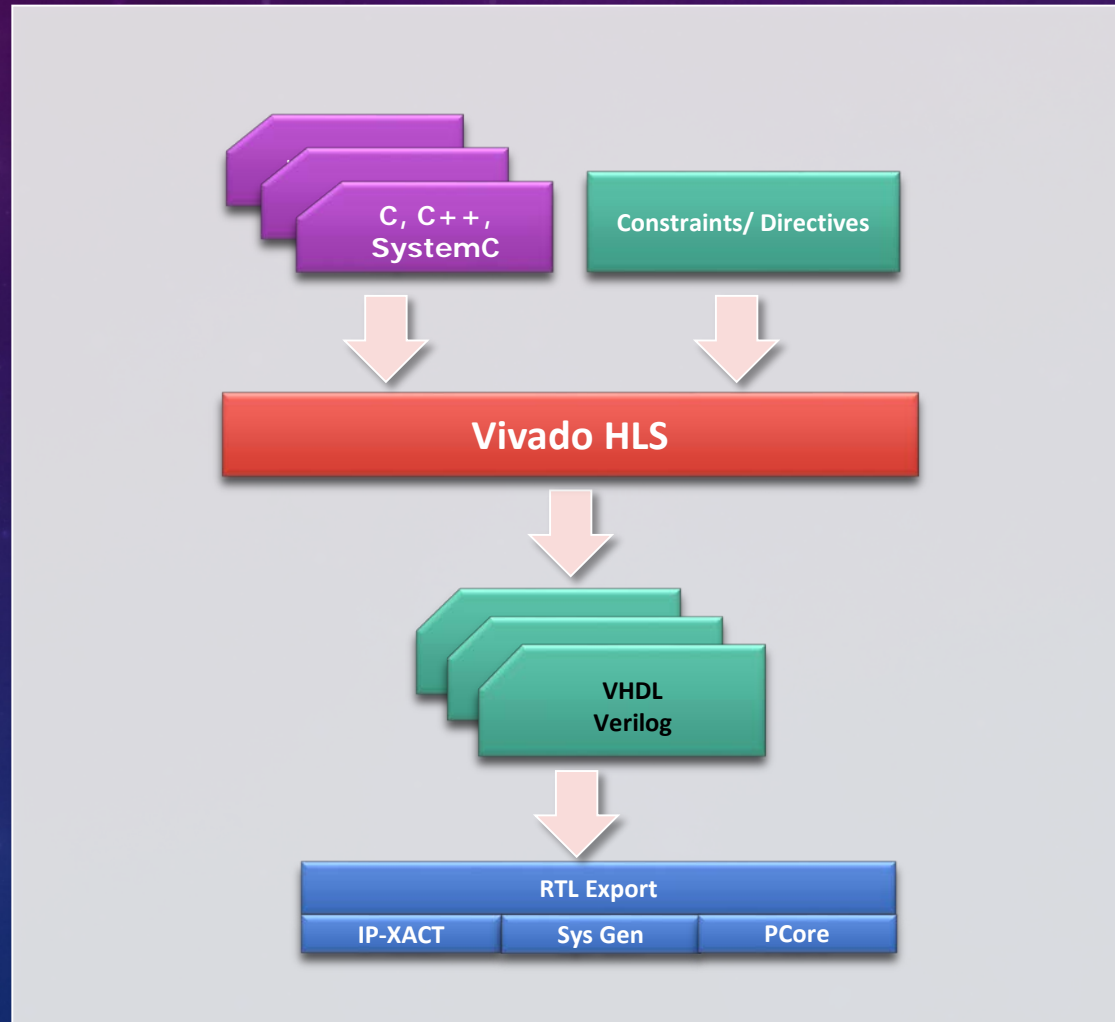 C, C++,
SystemC
Constraints/ Directives
Vivado HLS
VHDL
Verilog
RTL Export
IP-XACT
Sys Gen
PCore